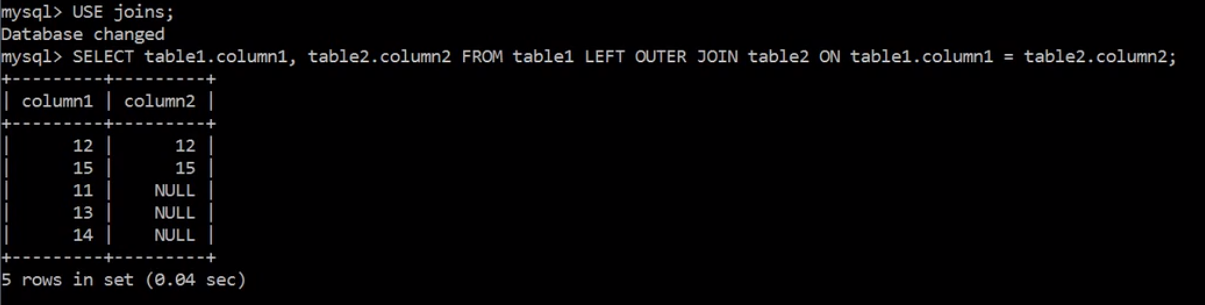 mysql> USE joins;
Database changed
mysql> SELECT table1.column1, table2.column2 FROM table1 LEFT OUTER JOIN table2 ON table1.column1 = table2.column2;
+---------+---------+
| column1 | column2 |
+---------+---------+
|      12 |      12 |
|      15 |      15 |
|      11 |    NULL |
|      13 |    NULL |
|      14 |    NULL |
+---------+---------+
5 rows in set (0.04 sec)